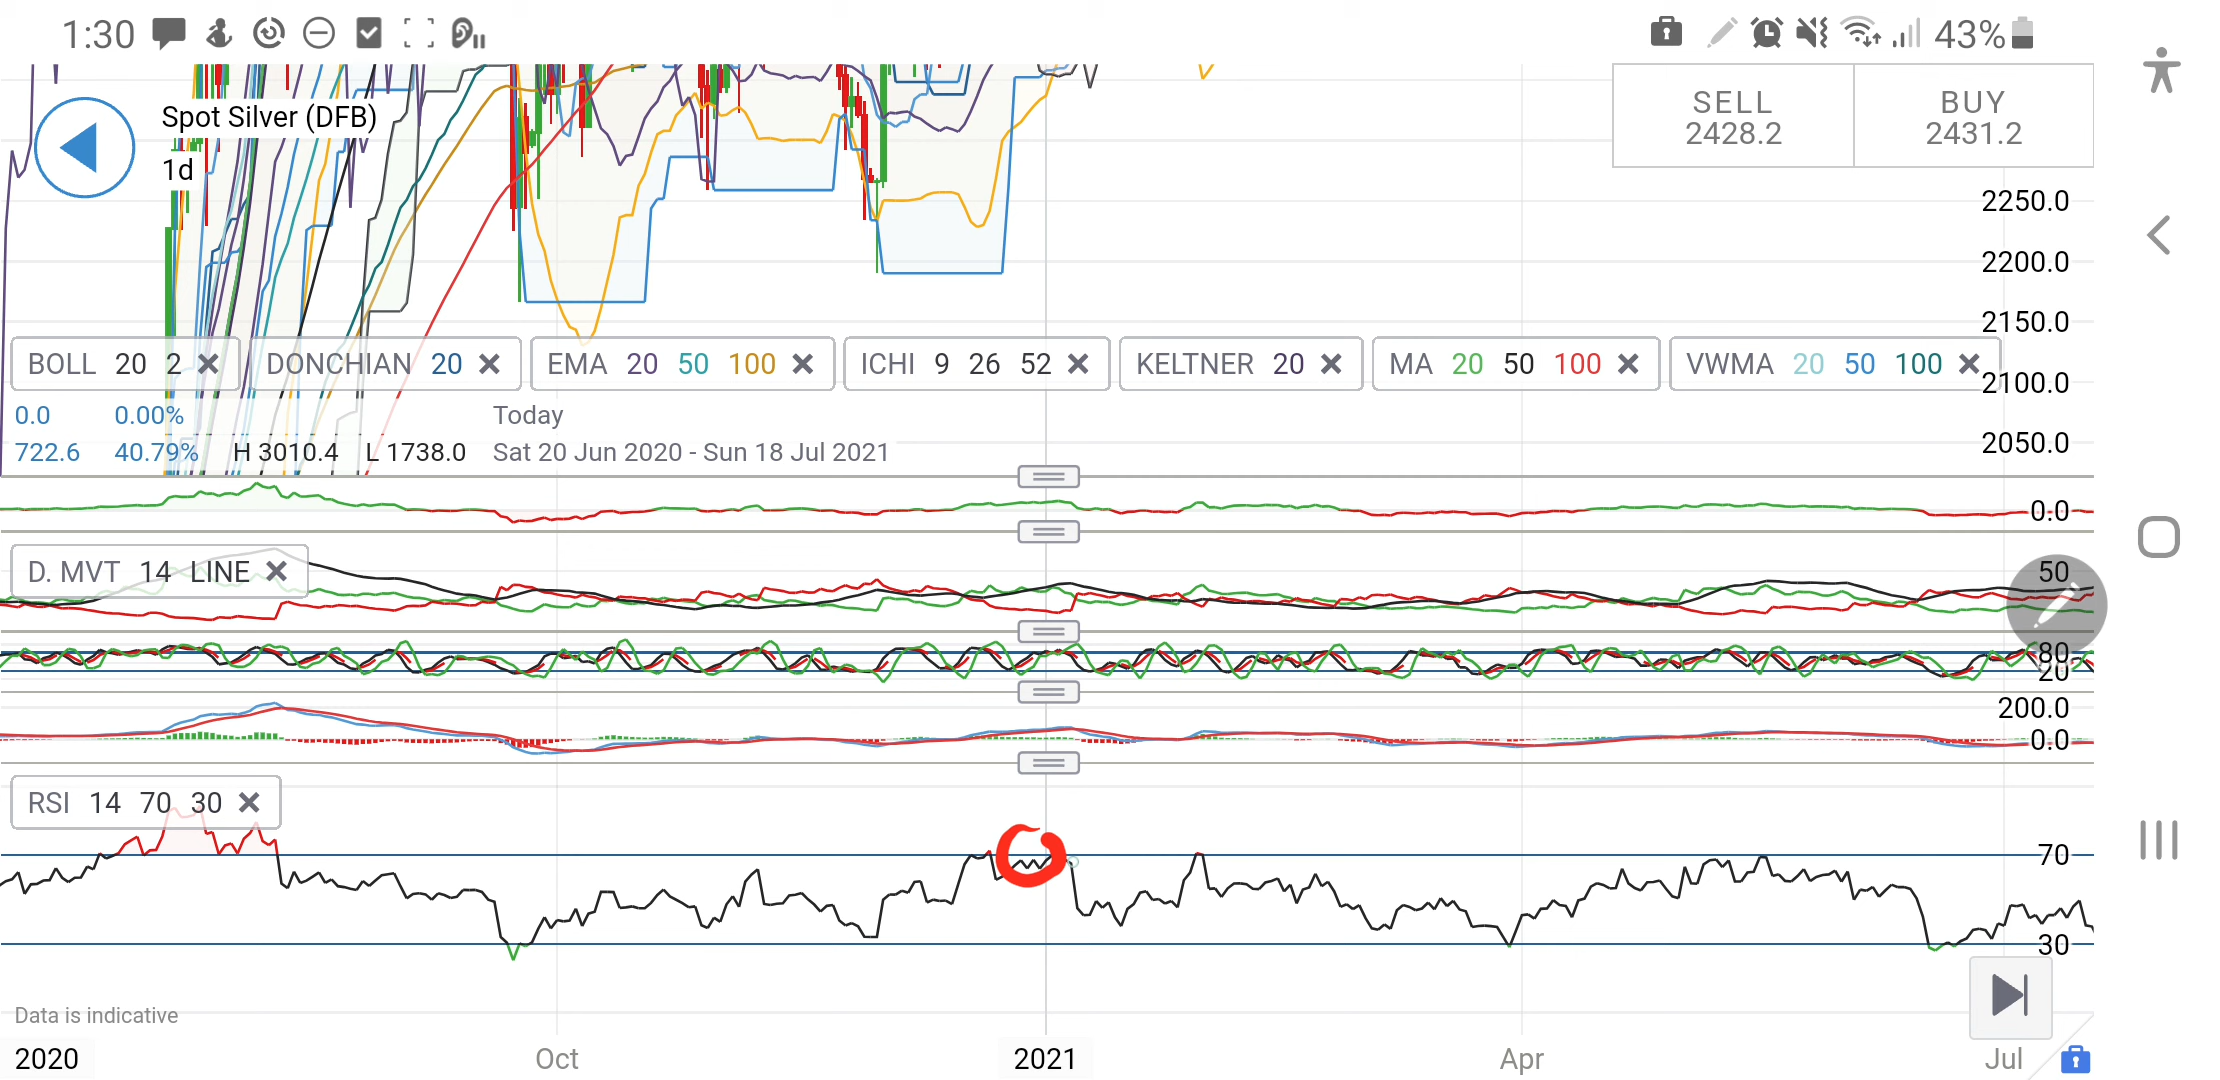 1:30
43%
Spot Silver (DFB)
1d
SELL
2428.2
BUY
2431.2
2250.0
2200.0
2150.0
2100.0
2050.0
BOLL 20 2
DONCHIAN 20
EMA 20 50 100
ICHI 9 26 52
KELTNER 20
MA 20 50 100
VWMA 20 50 100
0.0 0.00% Today
722.6 40.79% H 3010.4 L 1738.0 Sat 20 Jun 2020 - Sun 18 Jul 2021
0.0
D. MVT 14 LINE
50
80
20
200.0
0.0
RSI 14 70 30
70
30
Data is indicative
2020 Oct 2021 Apr Jul